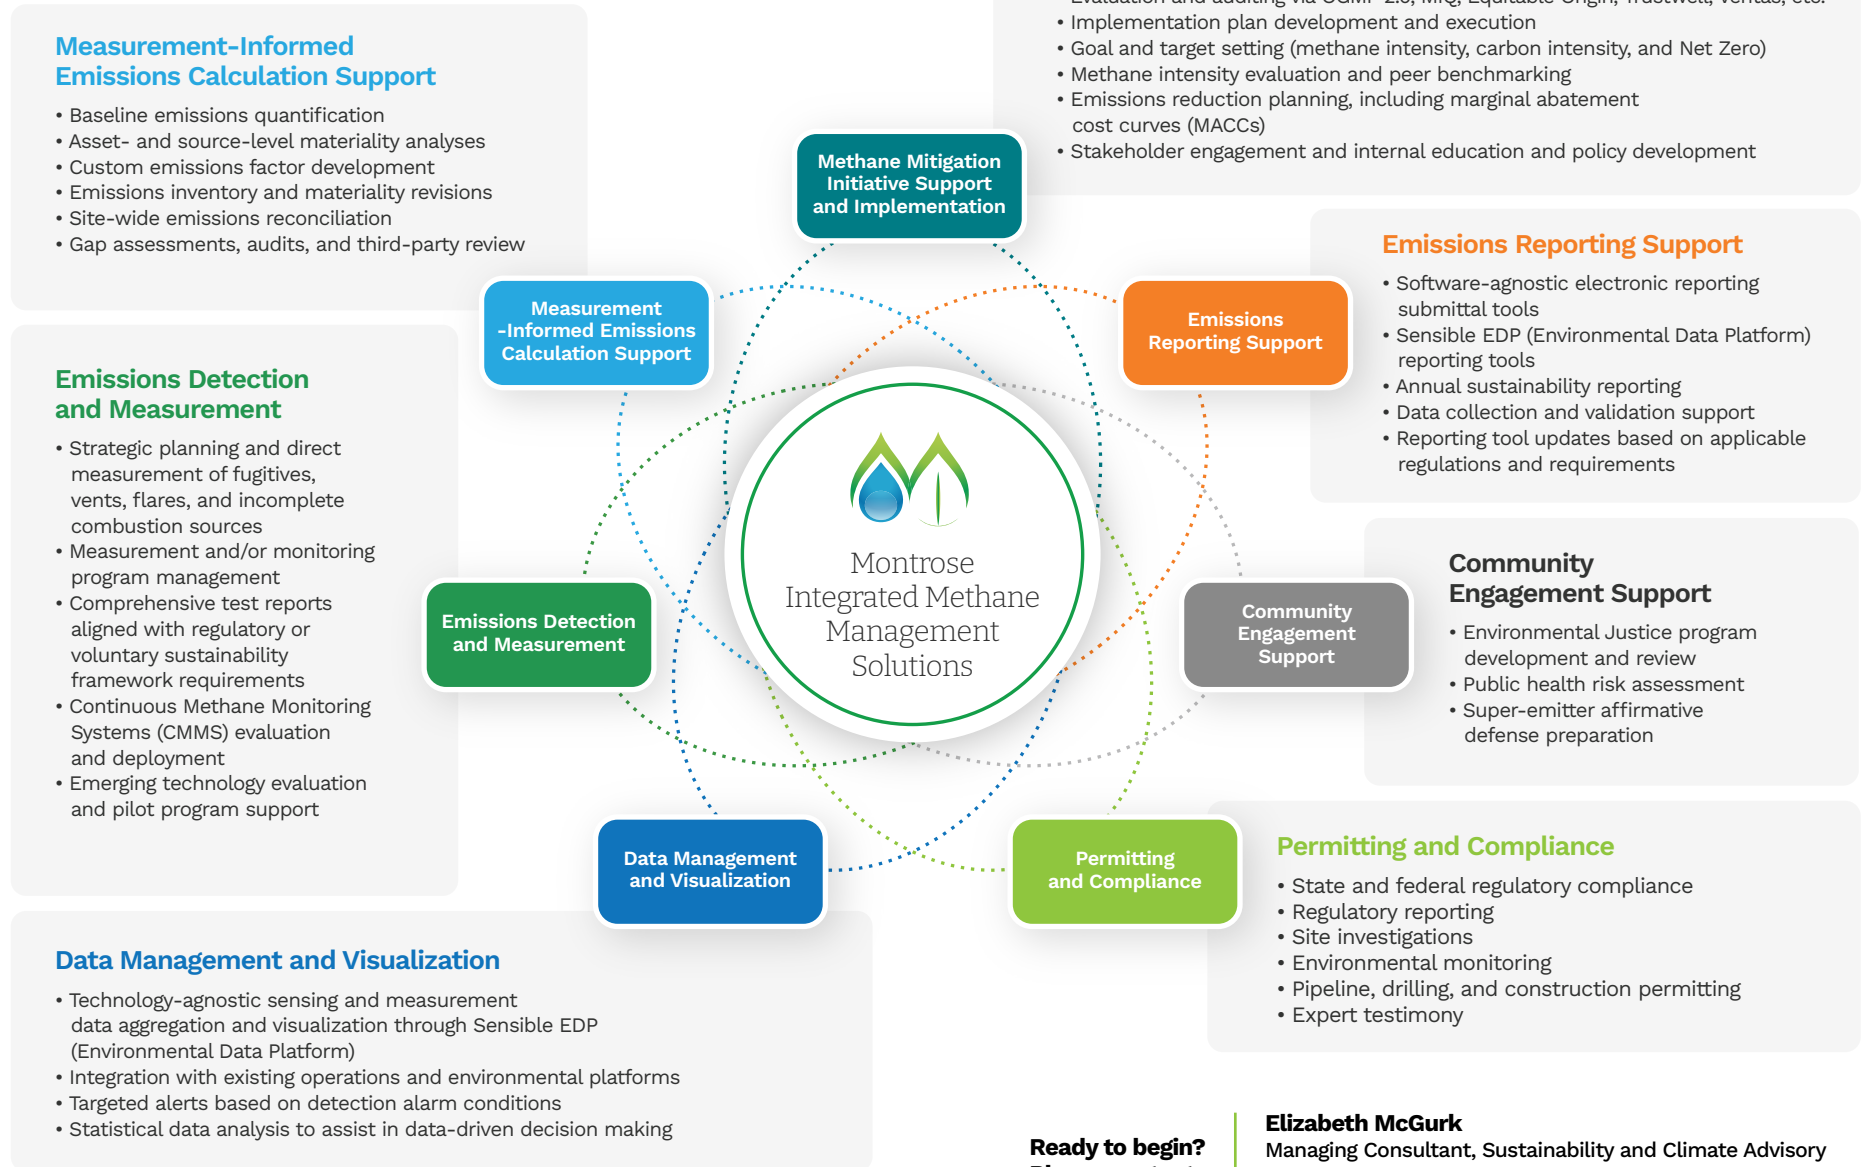 Measurement-Informed
Emissions Calculation Support
• Baseline emissions quantification
• Asset- and source-level materiality analyses
• Custom emissions factor development
• Emissions inventory and materiality revisions
• Site-wide emissions reconciliation
• Gap assessments, audits, and third-party review
• Implementation plan development and execution
• Goal and target setting (methane intensity, carbon intensity, and Net Zero)
• Methane intensity evaluation and peer benchmarking
• Emissions reduction planning, including marginal abatement
cost curves (MACCs)
• Stakeholder engagement and internal education and policy development
Methane Mitigation
Initiative Support
and Implementation
Measurement
-Informed Emissions
Calculation Support
Emissions
Reporting Support
Emissions Reporting Support
• Software-agnostic electronic reporting
submittal tools
• Sensible EDP (Environmental Data Platform)
reporting tools
• Annual sustainability reporting
• Data collection and validation support
• Reporting tool updates based on applicable
regulations and requirements
Emissions Detection
and Measurement
• Strategic planning and direct
measurement of fugitives,
vents, flares, and incomplete
combustion sources
• Measurement and/or monitoring
program management
• Comprehensive test reports
aligned with regulatory or
voluntary sustainability
framework requirements
• Continuous Methane Monitoring
Systems (CMMS) evaluation
and deployment
• Emerging technology evaluation
and pilot program support
Montrose
Integrated Methane
Management
Solutions
Emissions Detection
and Measurement
Community
Engagement
Support
Community
Engagement Support
• Environmental Justice program
development and review
• Public health risk assessment
• Super-emitter affirmative
defense preparation
Data Management
and Visualization
Permitting
and Compliance
Permitting and Compliance
• State and federal regulatory compliance
• Regulatory reporting
• Site investigations
• Environmental monitoring
• Pipeline, drilling, and construction permitting
• Expert testimony
Data Management and Visualization
• Technology-agnostic sensing and measurement
data aggregation and visualization through Sensible EDP
(Environmental Data Platform)
• Integration with existing operations and environmental platforms
• Targeted alerts based on detection alarm conditions
• Statistical data analysis to assist in data-driven decision making
Ready to begin?
Elizabeth McGurk
Managing Consultant, Sustainability and Climate Advisory